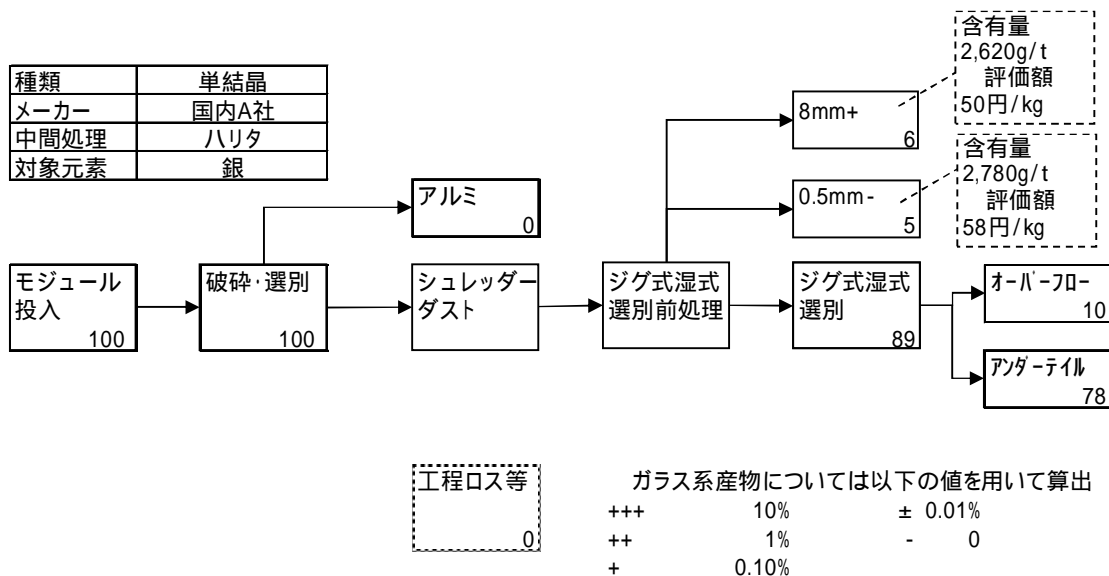 種類 単結晶
メーカー 国内A社
中間処理 ハリタ
対象元素 銀
含有量
2,620g/t
評価額
50円/kg
8mm+
6
含有量
2,780g/t
評価額
58円/kg
0.5mm-
5
アルミ
0
モジュール
投入
100
破砕・選別
100
シュレッダー
ダスト
ジグ式湿式
選別前処理
ジグ式湿式
選別
89
オーバーフロー
10
アンダーテイル
78
工程ロス等
0
ガラス系産物については以下の値を用いて算出
+++ 10% ± 0.01%
++ 1% - 0
+ 0.10%